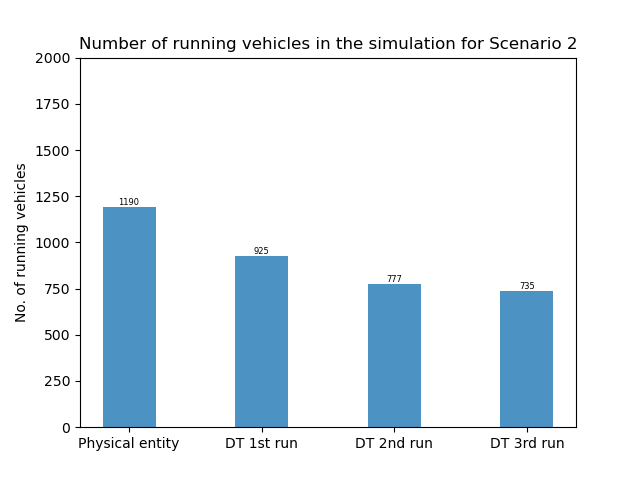 Number of running vehicles in the simulation for Scenario 2
No. of running vehicles
2000
1750
1500
1250
1000
750
500
250
0
1190
925
777
735
Physical entity
DT 1st run
DT 2nd run
DT 3rd run